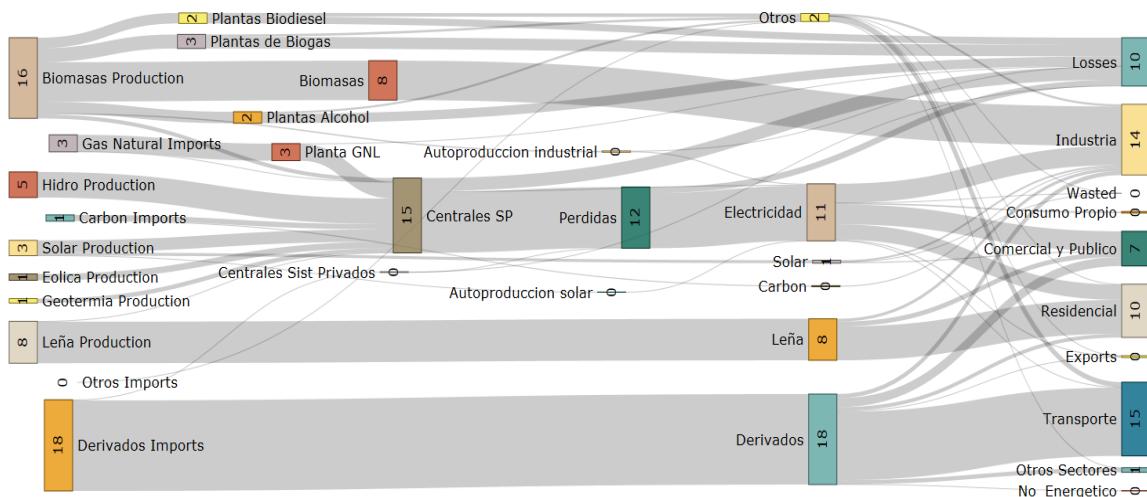 2
Plantas Biodiesel
Otros
2
16
Biomasas Production
3
Plantas de Biogas
Losses
10
Biomasas
8
2
Plantas Alcohol
3
Gas Natural Imports
3
Planta GNL
Autoproduccion industrial
0
Industria
14
5
Hidro Production
15
Centrales SP
Perdidas
12
Electricidad
11
Wasted
0
1
Carbon Imports
Consumo Propio
0
3
Solar Production
Comercial y Publico
7
Solar
1
1
Eolica Production
Centrales Sist Privados
0
Carbon
0
1
Geotermia Production
Autoproduccion solar
0
Residencial
10
8
Leña Production
Leña
8
Exports
0
0
Otros Imports
Transporte
15
18
Derivados Imports
Derivados
18
Otros Sectores
1
No Energetico
0